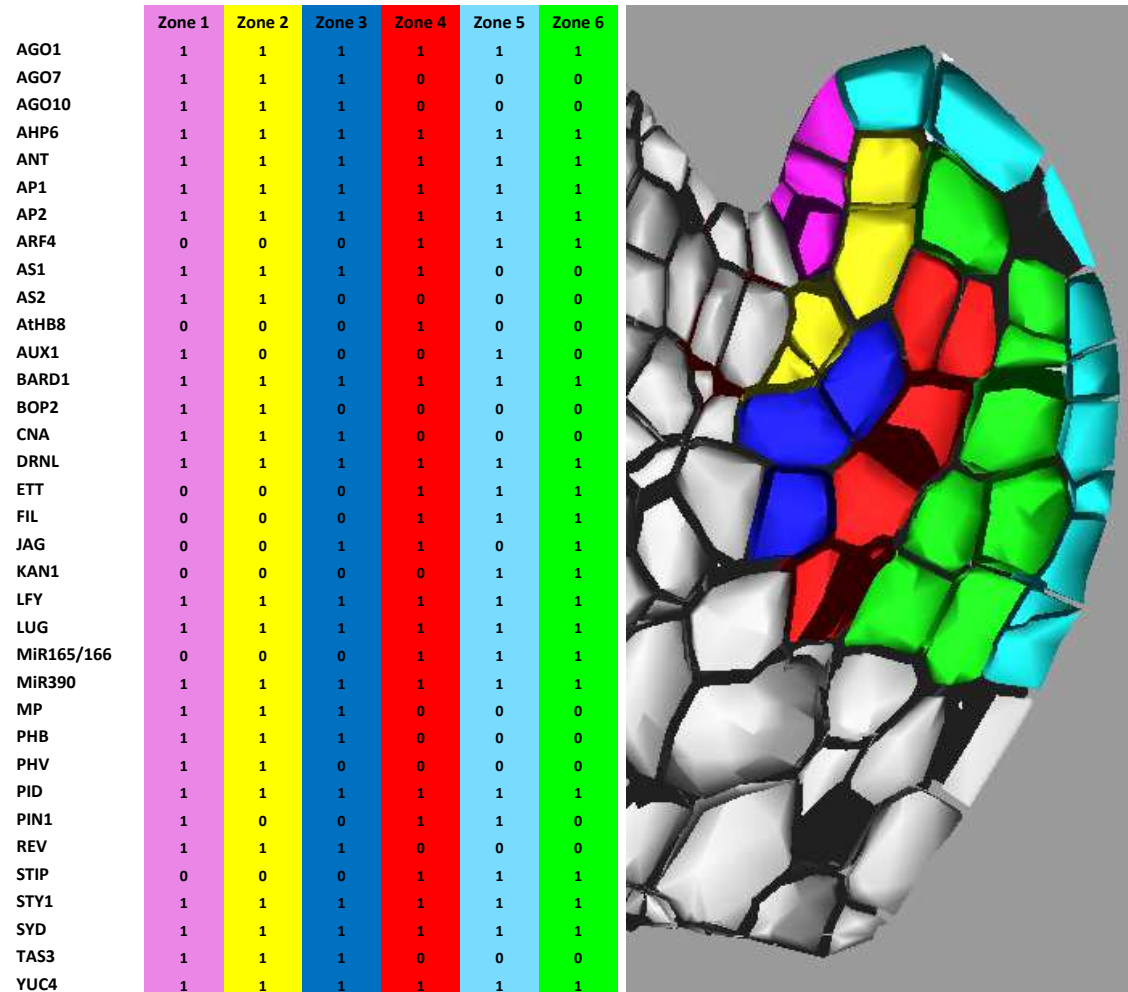 Zone 1 Zone 2 Zone 3 Zone 4 Zone 5 Zone 6
AGO1 1 1 1 1 1 1
AGO7 1 1 1 0 0 0
AGO10 1 1 1 0 0 0
AHP6 1 1 1 1 1 1
ANT 1 1 1 1 1 1
AP1 1 1 1 1 1 1
AP2 1 1 1 1 1 1
ARF4 0 0 0 1 1 1
AS1 1 1 1 1 0 0
AS2 1 1 0 0 0 0
AtHB8 0 0 0 1 0 0
AUX1 1 0 0 0 1 0
BARD1 1 1 1 1 1 1
BOP2 1 1 0 0 0 0
CNA 1 1 1 0 0 0
DRNL 1 1 1 1 1 1
ETT 0 0 0 1 1 1
FIL 0 0 0 1 1 1
JAG 0 0 1 1 0 1
KAN1 0 0 0 0 1 1
LFY 1 1 1 1 1 1
LUG 1 1 1 1 1 1
MiR165/166 0 0 0 1 1 1
MiR390 1 1 1 1 1 1
MP 1 1 1 0 0 0
PHB 1 1 1 0 0 0
PHV 1 1 0 0 0 0
PID 1 1 1 1 1 1
PIN1 1 0 0 1 1 0
REV 1 1 1 0 0 0
STIP 0 0 0 1 1 1
STY1 1 1 1 1 1 1
SYD 1 1 1 1 1 1
TAS3 1 1 1 0 0 0
YUC4 1 1 1 1 1 1